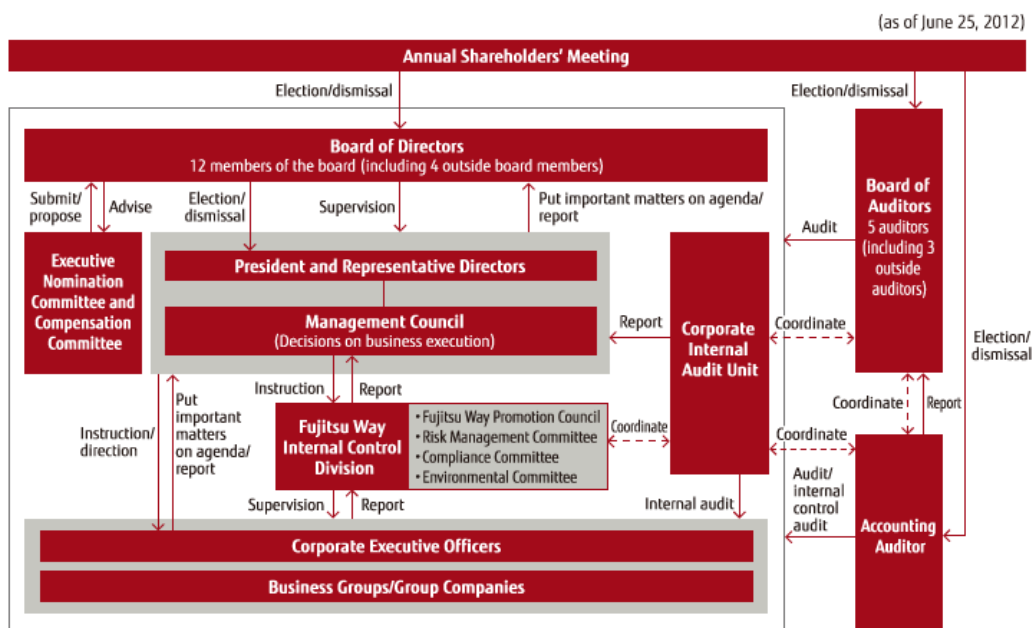 (as of June 25, 2012)
Annual Shareholders' Meeting
Election/dismissal
Election/dismissal
Board of Directors
12 members of the board (including 4 outside board members)
Submit/
propose
Advise
Election/
dismissal
Supervision
Put important matters on agenda/
report
Board of
Auditors
5 auditors
(including 3
outside
auditors)
Audit
Executive
Nomination
Committee and
Compensation
Committee
President and Representative Directors
Management Council
(Decisions on business execution)
Report
Corporate
Internal
Audit Unit
Coordinate
Election/
dismissal
Instruction
Report
Put
important
matters
on agenda/
report
Instruction/
direction
Fujitsu Way
Internal Control
Division
• Fujitsu Way Promotion Council
• Risk Management Committee
• Compliance Committee
• Environmental Committee
Coordinate
Coordinate
Report
Coordinate
Supervision
Report
Internal audit
Audit/
internal
control
audit
Accounting
Auditor
Corporate Executive Officers
Business Groups/Group Companies